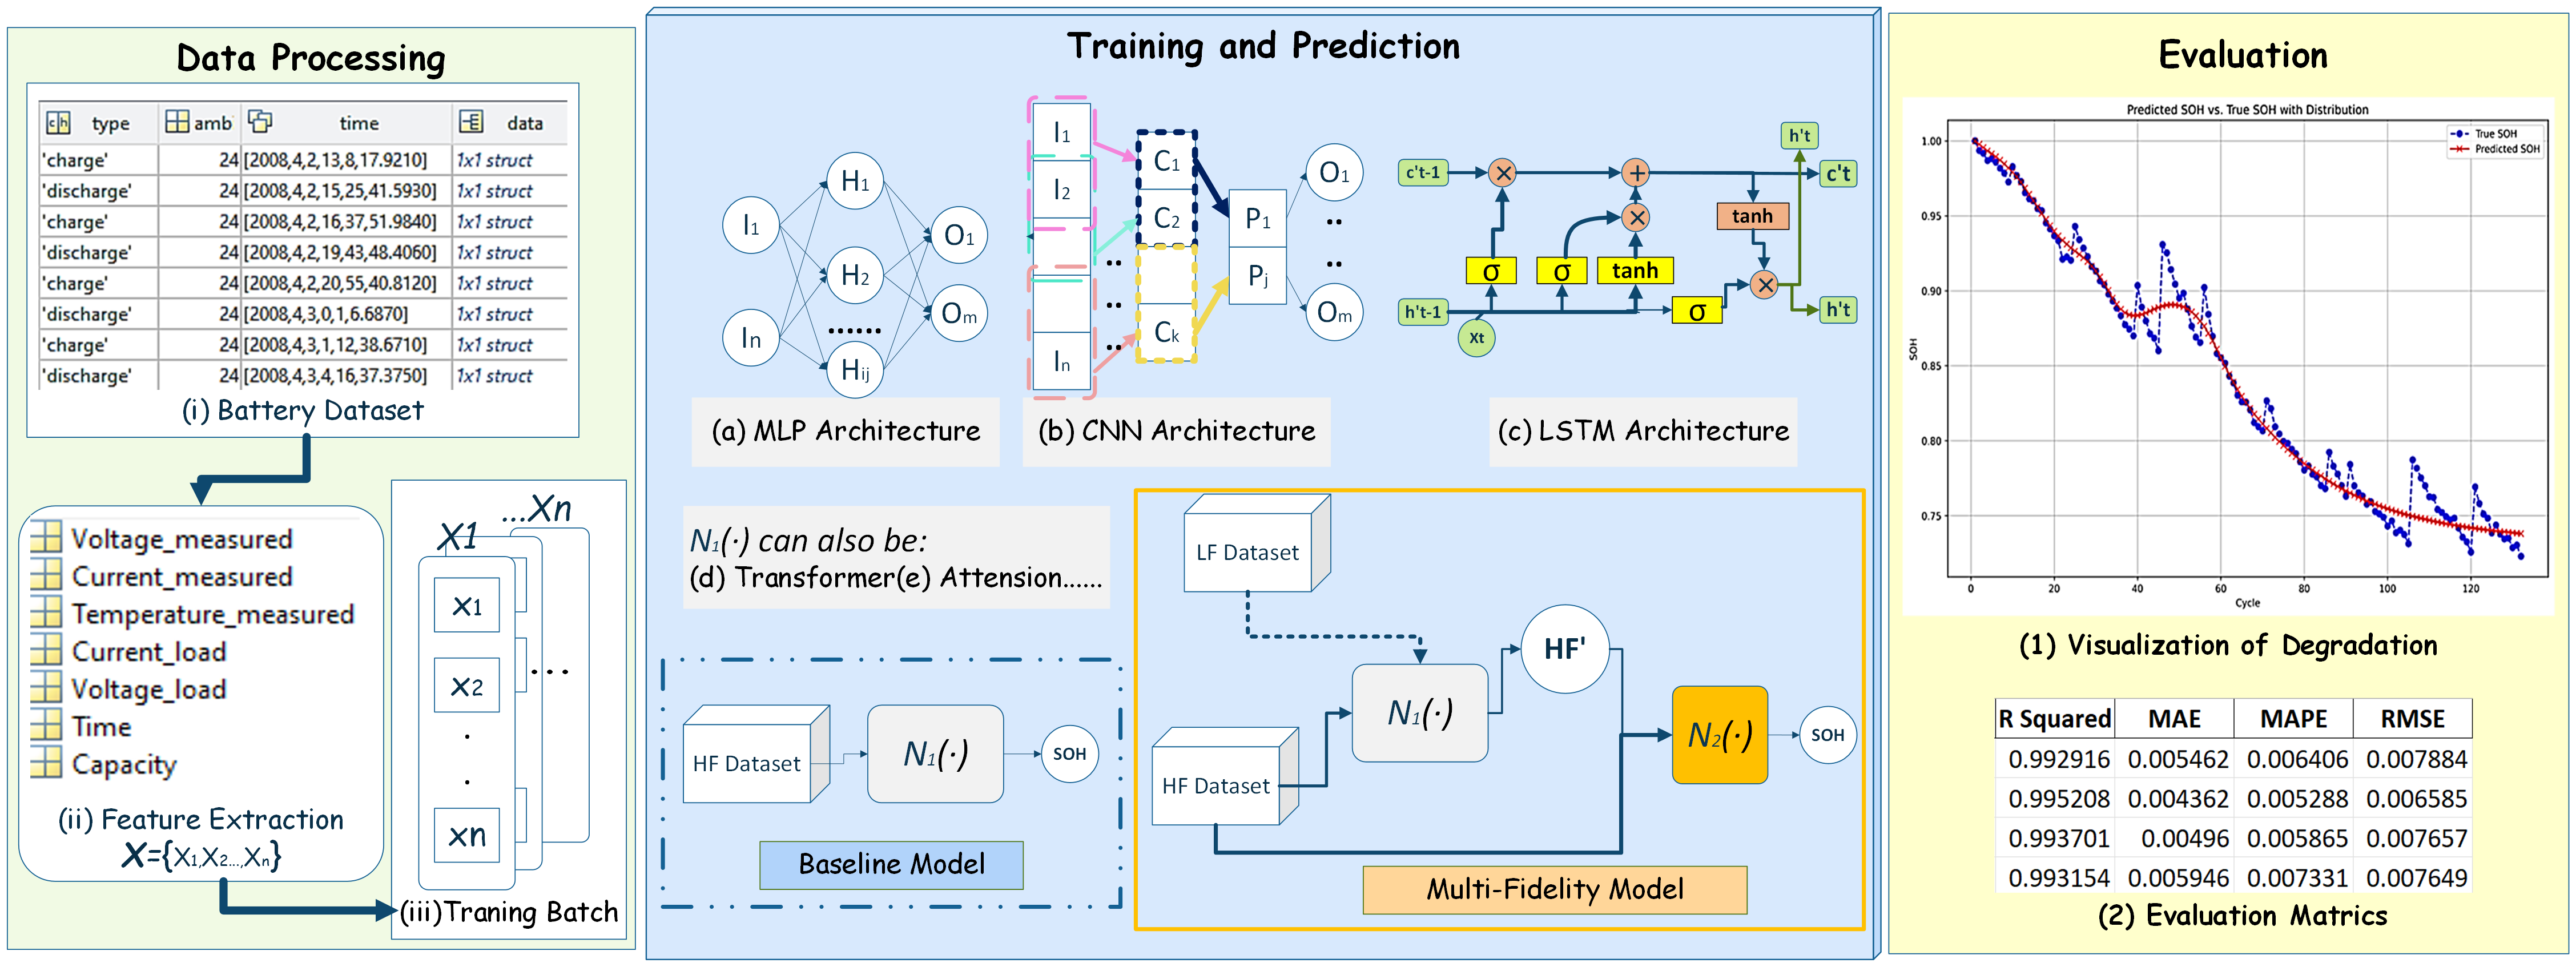 Data Processing
type amb time data
'charge' 24 [2008,4,2,13,8,17.9210] 1x1 struct
'discharge' 24 [2008,4,2,15,25,41.5930] 1x1 struct
'charge' 24 [2008,4,2,16,37,51.9840] 1x1 struct
'discharge' 24 [2008,4,2,19,43,48.4060] 1x1 struct
'charge' 24 [2008,4,2,20,55,40.8120] 1x1 struct
'discharge' 24 [2008,4,3,0,1,6.6870] 1x1 struct
'charge' 24 [2008,4,3,1,12,38.6710] 1x1 struct
'discharge' 24 [2008,4,3,4,16,37.3750] 1x1 struct
(i) Battery Dataset
Voltage_measured
Current_measured
Temperature_measured
Current_load
Voltage_load
Time
Capacity
(ii) Feature Extraction
X={X1,X2...,Xn}
X1 ...Xn
x1
x2
...
.
.
xn
(iii)Traning Batch
Training and Prediction
I1
In
H1
H2
......
Hij
O1
Om
(a) MLP Architecture
I1
I2
In
..
..
..
C1
C2
Ck
P1
Pj
O1
..
..
Om
(b) CNN Architecture
c't-1
×
+
h't
c't
×
tanh
σ
σ
tanh
×
h't-1
σ
h't
Xt
(c) LSTM Architecture
N1(·) can also be:
(d) Transformer(e) Attension......
HF Dataset
N1(·)
SOH
Baseline Model
LF Dataset
HF Dataset
N1(·)
HF'
N2(·)
SOH
Multi-Fidelity Model
Evaluation
Predicted SOH vs. True SOH with Distribution
True SOH
Predicted SOH
1.00
0.95
0.90
0.85
0.80
0.75
SOH
0 20 40 60 80 100 120
Cycle
(1) Visualization of Degradation
R Squared MAE MAPE RMSE
0.992916 0.005462 0.006406 0.007884
0.995208 0.004362 0.005288 0.006585
0.993701 0.00496 0.005865 0.007657
0.993154 0.005946 0.007331 0.007649
(2) Evaluation Matrics